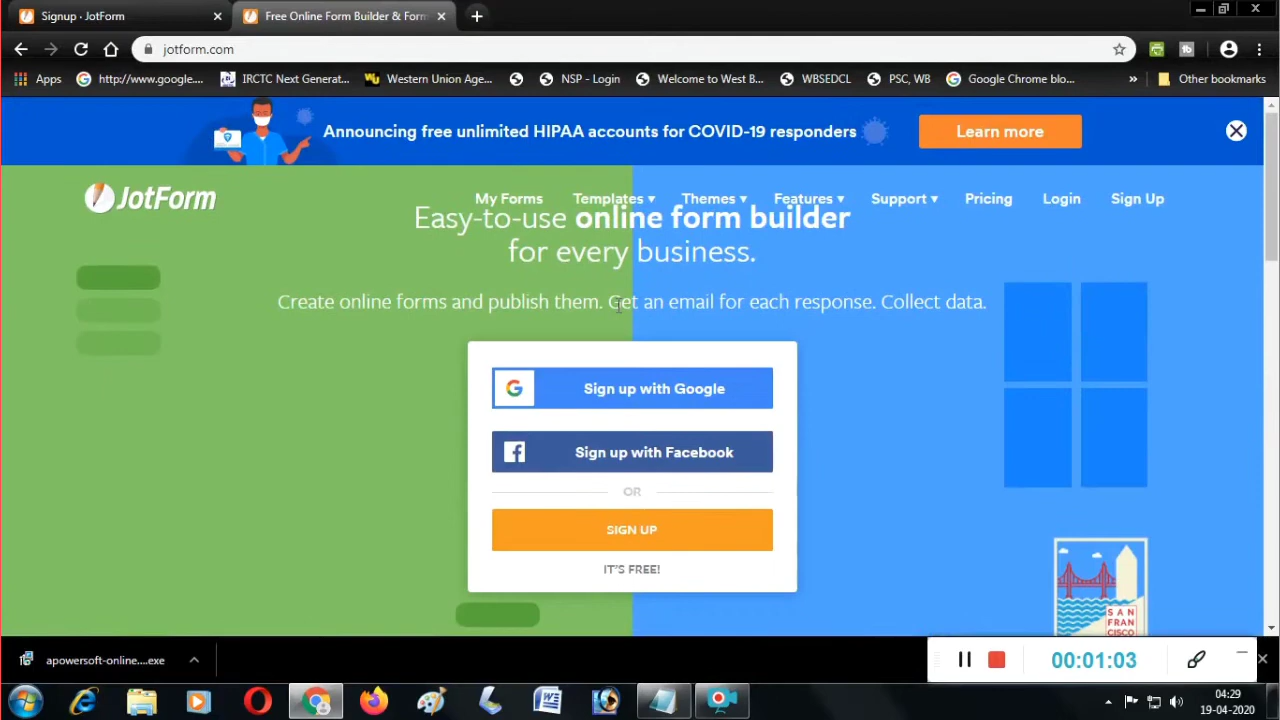 Signup · JotForm
Free Online Form Builder & Form
jotform.com
Apps
http://www.google....
IRCTC Next Generat...
Western Union Age...
NSP - Login
Welcome to West B...
WBSEDCL
PSC, WB
Google Chrome blo...
»
Other bookmarks
Announcing free unlimited HIPAA accounts for COVID-19 responders
Learn more
JotForm
My Forms
Templates
Themes
Features
Support
Pricing
Login
Sign Up
Easy-to-use online form builder
for every business.
Create online forms and publish them. Get an email for each response. Collect data.
Sign up with Google
Sign up with Facebook
OR
SIGN UP
IT'S FREE!
SAN
FRAN
CISCO
apowersoft-online....exe
00:01:03
04:29
19-04-2020